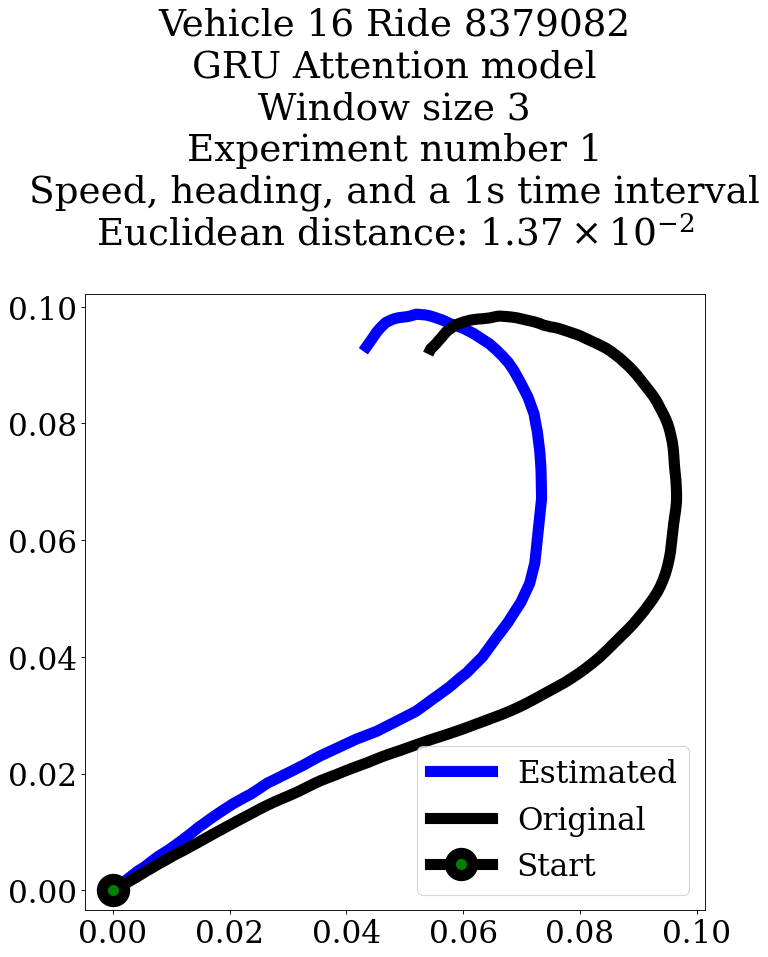 Vehicle 16 Ride 8379082
GRU Attention model
Window size 3
Experiment number 1
Speed, heading, and a 1s time interval
Euclidean distance: 1.37 × 10⁻²
0.10
0.08
0.06
0.04
0.02
0.00
Estimated
Original
Start
0.00 0.02 0.04 0.06 0.08 0.10